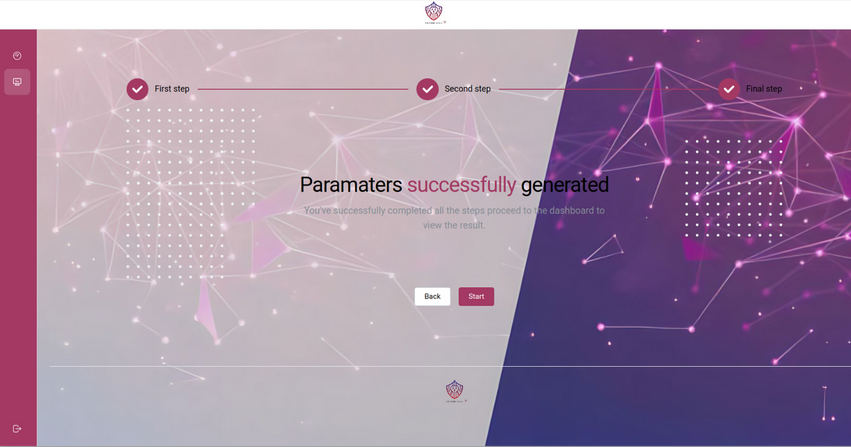 First step
Second step
Final step
Paramaters successfully generated
You've successfully completed all the steps proceed to the dashboard to
view the result.
Back
Start